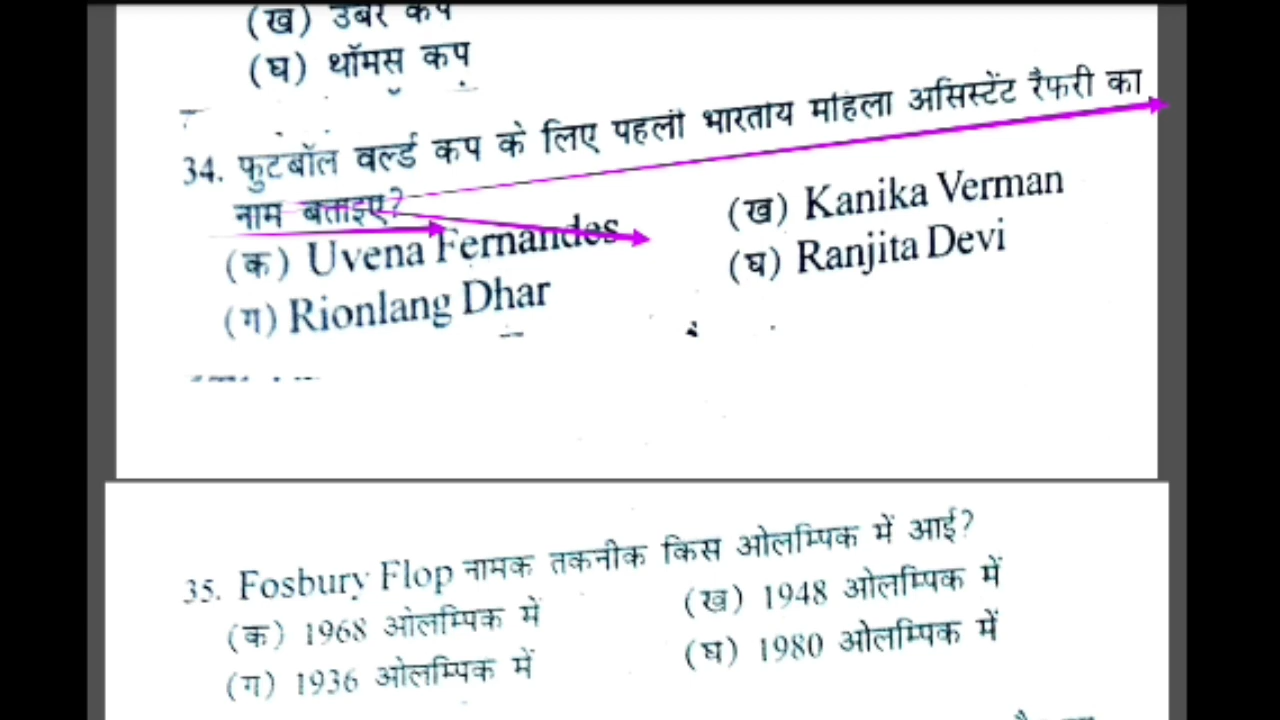 (ख) उबेर कप
(घ) थॉमस कप
34. फुटबॉल वर्ल्ड कप के लिए पहली भारतीय महिला असिस्टेंट रैफरी का
नाम बताइए?
(क) Uvena Fernandes
(ख) Kanika Verman
(ग) Rionlang Dhar
(घ) Ranjita Devi
35. Fosbury Flop नामक तकनीक किस ओलम्पिक में आई?
(क) 1968 ओलम्पिक में
(ख) 1948 ओलम्पिक में
(ग) 1936 ओलम्पिक में
(घ) 1980 ओलम्पिक में